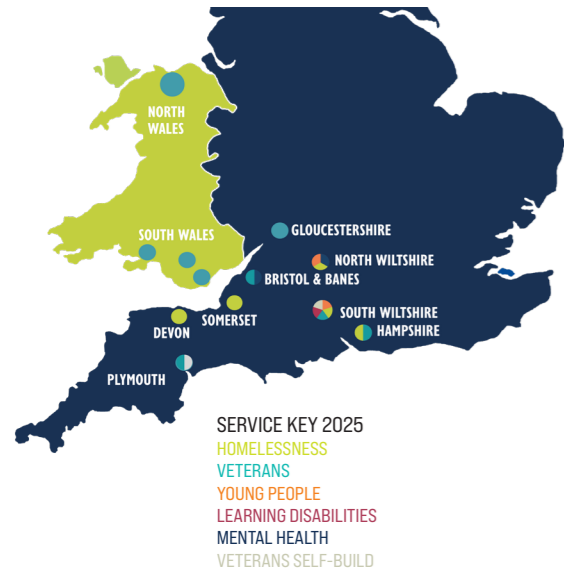 NORTH
WALES
SOUTH WALES
GLOUCESTERSHIRE
NORTH WILTSHIRE
BRISTOL & BANES
SOMERSET
SOUTH WILTSHIRE
HAMPSHIRE
DEVON
PLYMOUTH
SERVICE KEY 2025
HOMELESSNESS
VETERANS
YOUNG PEOPLE
LEARNING DISABILITIES
MENTAL HEALTH
VETERANS SELF-BUILD